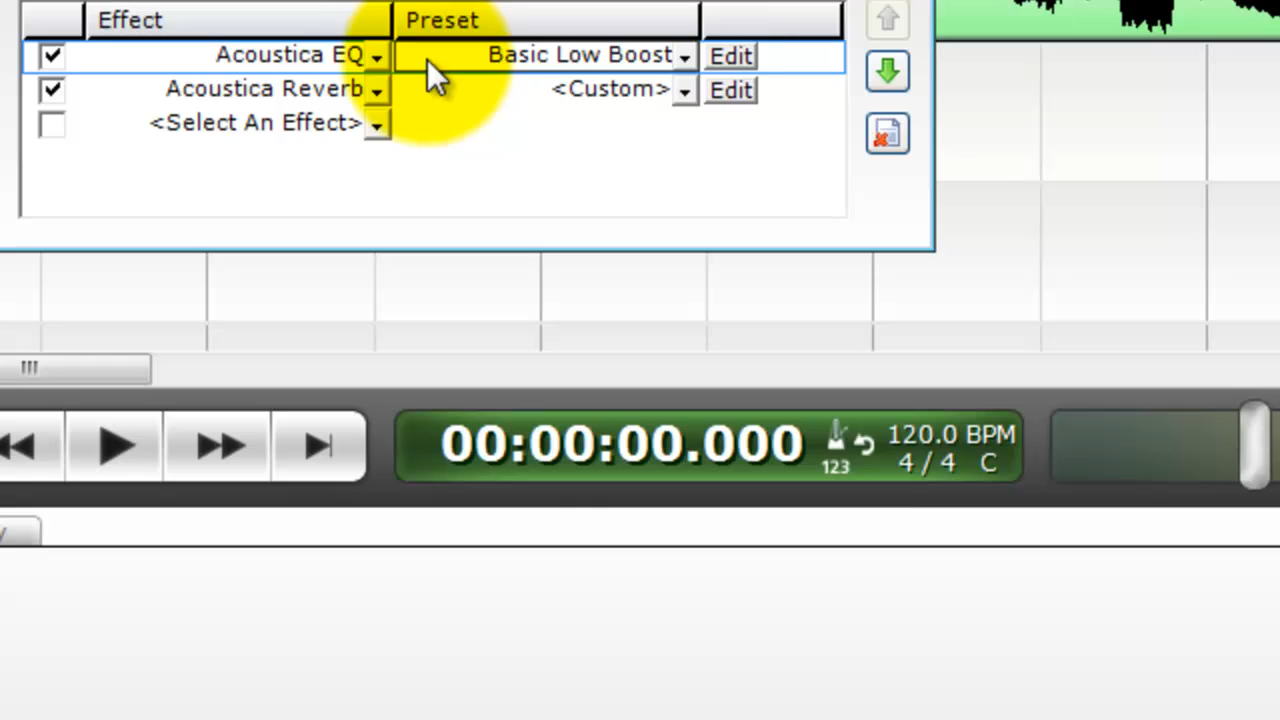 Effect Preset
Acoustica EQ Basic Low Boost Edit
Acoustica Reverb <Custom> Edit
<Select An Effect>
00:00:00.000
123
120.0 BPM
4 / 4 C